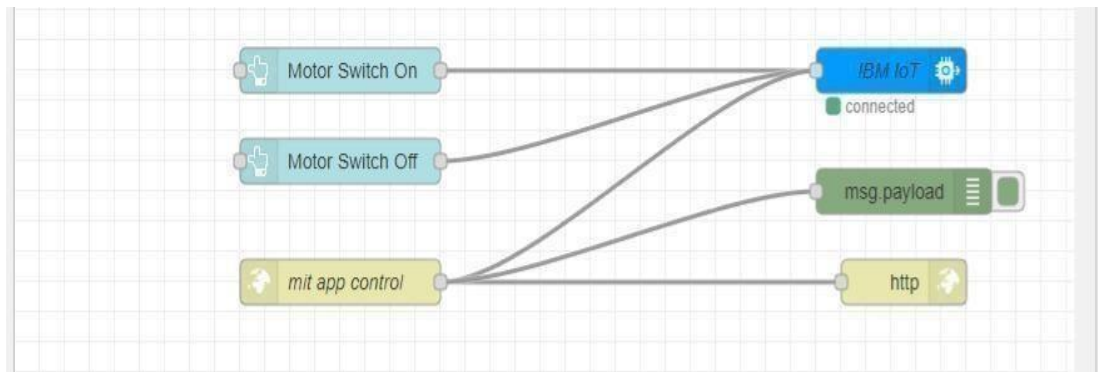 Motor Switch On
IBM IoT
connected
Motor Switch Off
msg.payload
mit app control
http